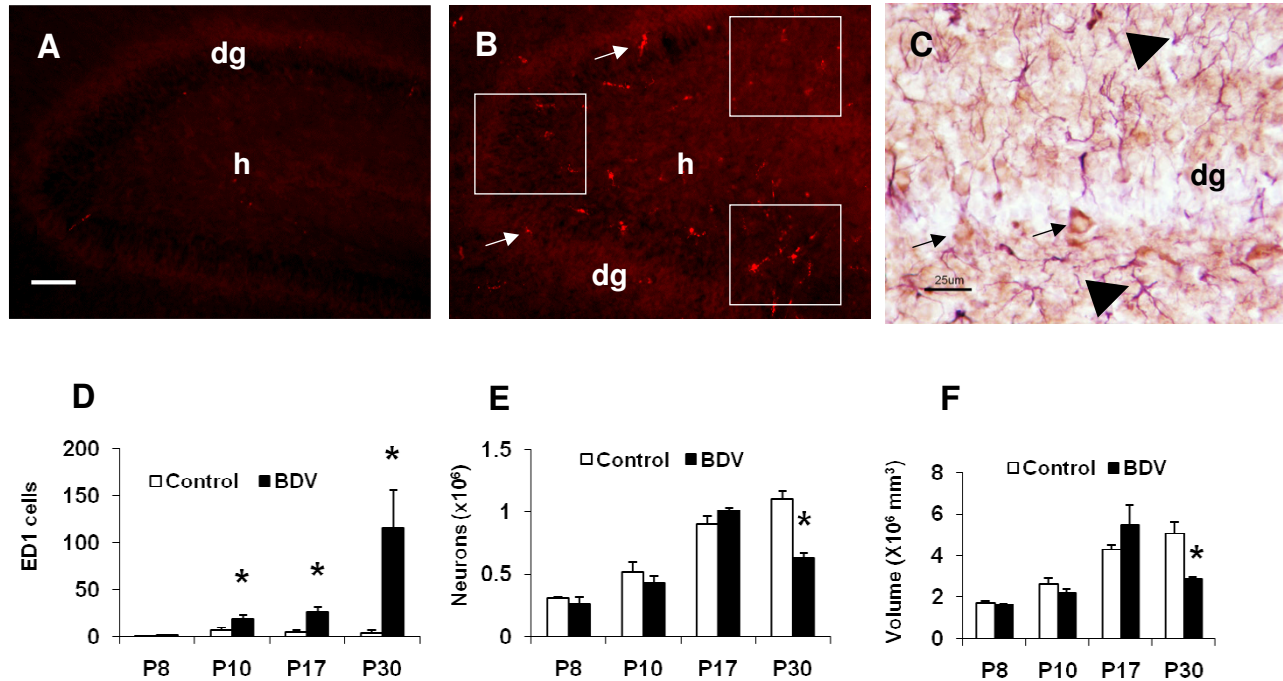 A
dg
h
B
h
dg
C
dg
25um
D
ED1 cells
200
150
100
50
0
Control BDV
*
*
*
P8 P10 P17 P30
E
Neurons (x10⁶)
1.5
1
0.5
0
Control BDV
*
P8 P10 P17 P30
F
Volume (X10⁶ mm³)
8
6
4
2
0
Control BDV
*
P8 P10 P17 P30